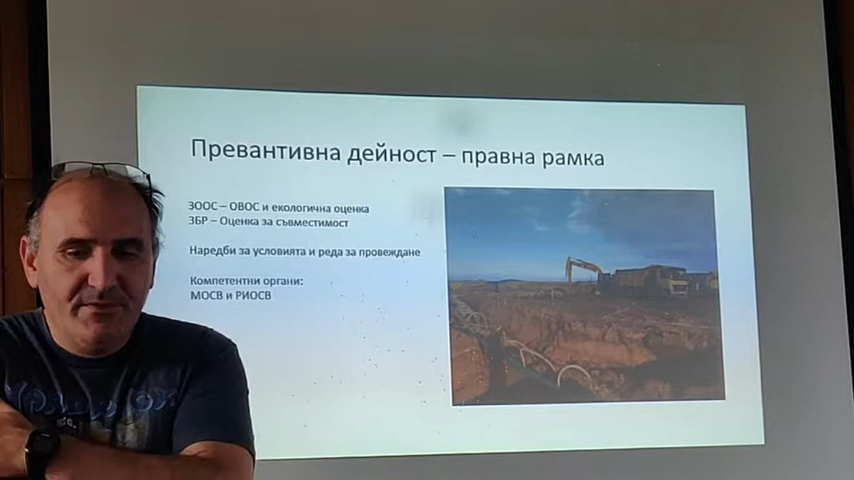 Превантивна дейност – правна рамка
ЗООС – ОВОС и екологична оценка
ЗБР – Оценка за съвместимост
Наредби за условията и реда за провеждане
Компетентни органи:
МОСВ и РИОСВ